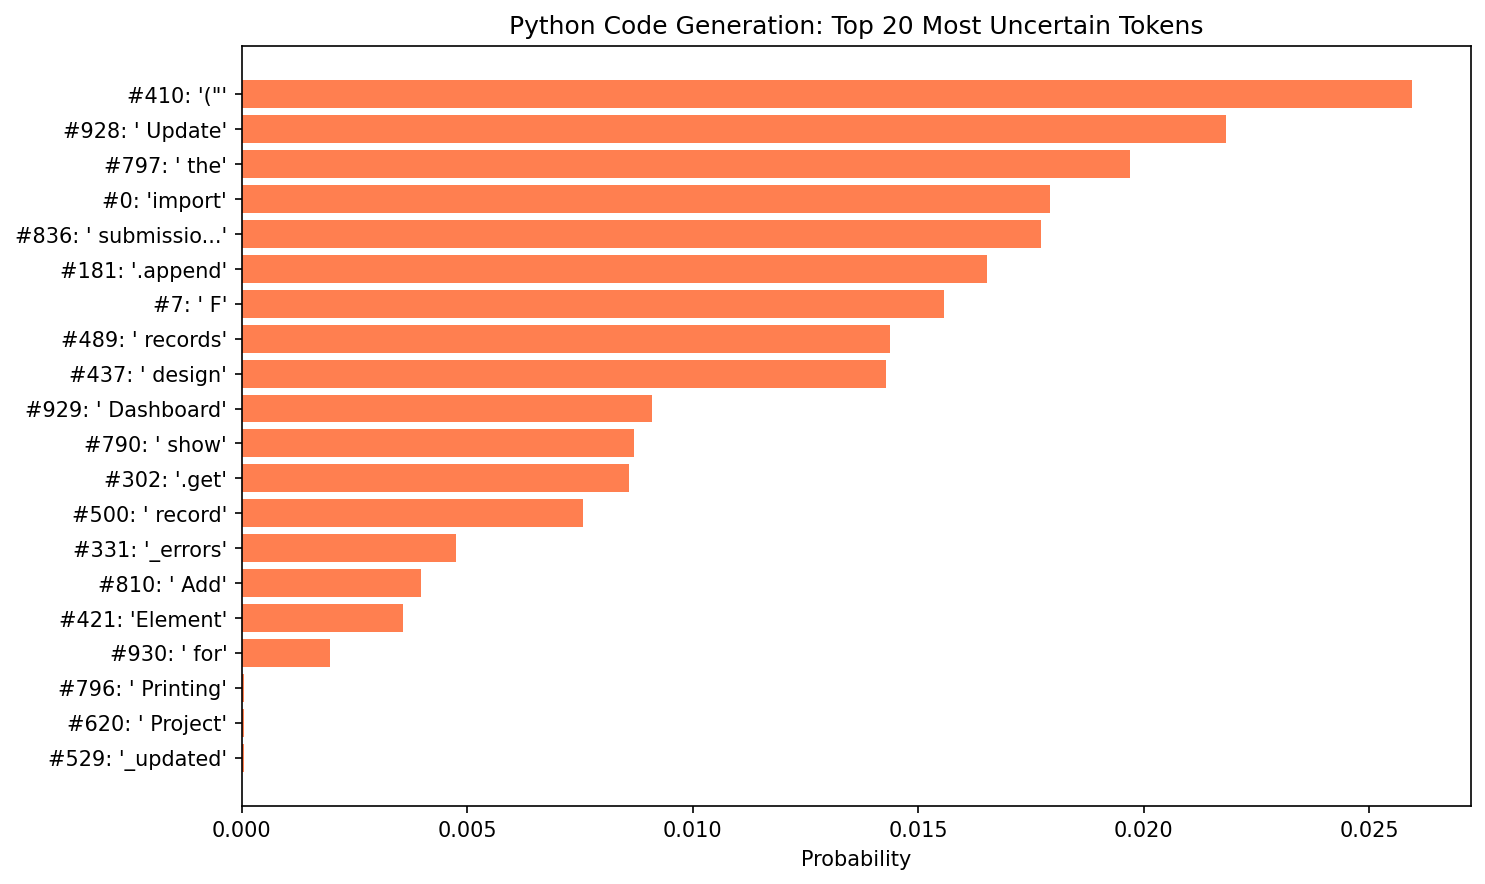 Python Code Generation: Top 20 Most Uncertain Tokens
#410: '("'
#928: ' Update'
#797: ' the'
#0: 'import'
#836: ' submissio...'
#181: '.append'
#7: ' F'
#489: ' records'
#437: ' design'
#929: ' Dashboard'
#790: ' show'
#302: '.get'
#500: ' record'
#331: '_errors'
#810: ' Add'
#421: 'Element'
#930: ' for'
#796: ' Printing'
#620: ' Project'
#529: '_updated'
0.000 0.005 0.010 0.015 0.020 0.025
Probability